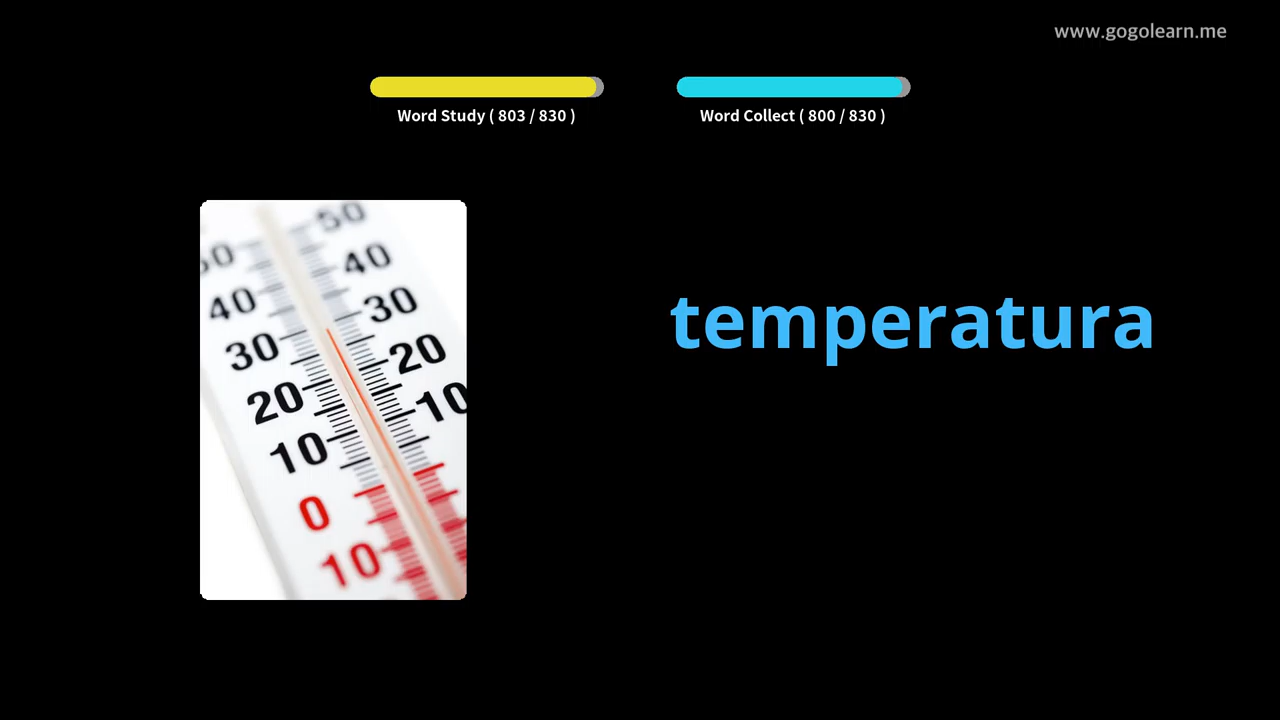 www.gogolearn.me
Word Study ( 803 / 830 )
Word Collect ( 800 / 830 )
temperatura
50
40 40
30 30
20 20
10 10
0
10